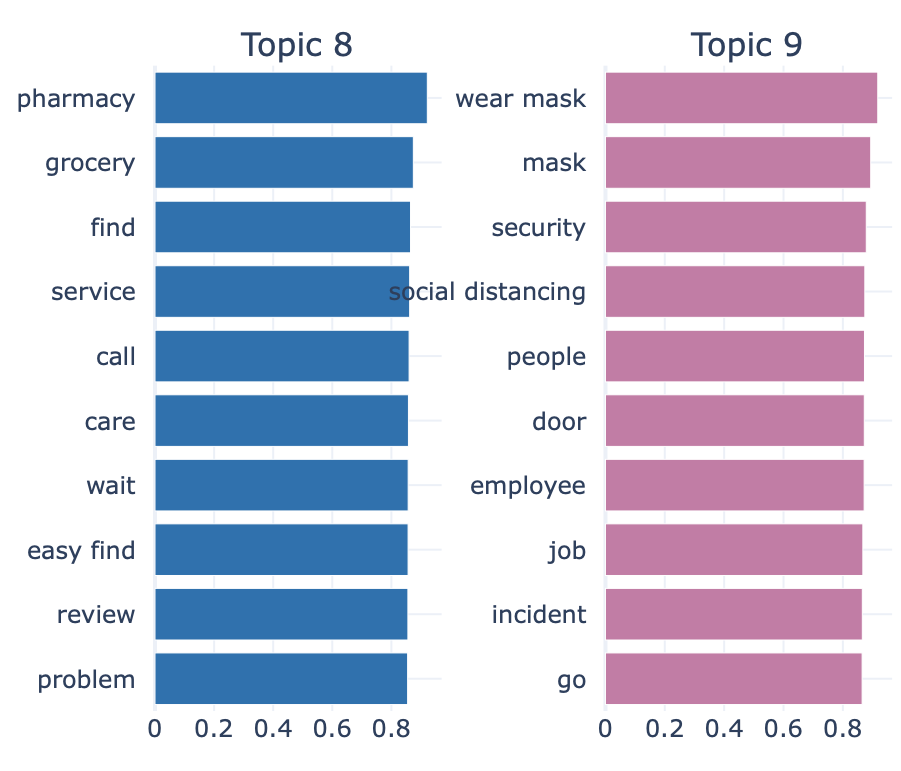 Topic 8
pharmacy
grocery
find
service
call
care
wait
easy find
review
problem
0 0.2 0.4 0.6 0.8
Topic 9
wear mask
mask
security
social distancing
people
door
employee
job
incident
go
0 0.2 0.4 0.6 0.8